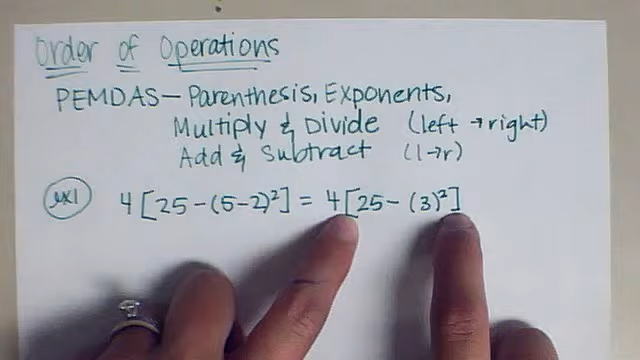 Order of Operations
PEMDAS - Parenthesis, Exponents,
Multiply & Divide (left → right)
Add & Subtract (l→r)
ex1 4[25-(5-2)²] = 4[25-(3)²]